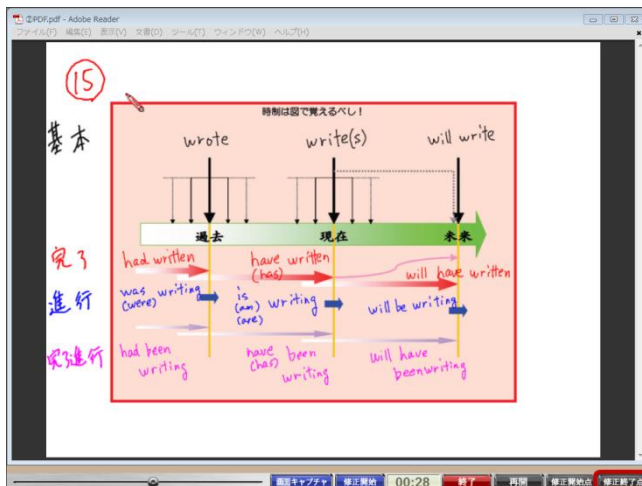 ②PDF.pdf - Adobe Reader
ファイル(F) 編集(E) 表示(V) 文書(D) ツール(T) ウィンドウ(W) ヘルプ(H)
15
時制は図で覚えるべし！
基本 wrote write(s) will write
過去 現在 未来
完了 had written have written will have written
(has)
進行 was writing is writing will be writing
(were) (am)
(are)
完了進行 had been have been will have
(has)
writing writing beenwriting
画面キャプチャ 修正開始 00:28 終了 再開 修正開始点 修正終了点